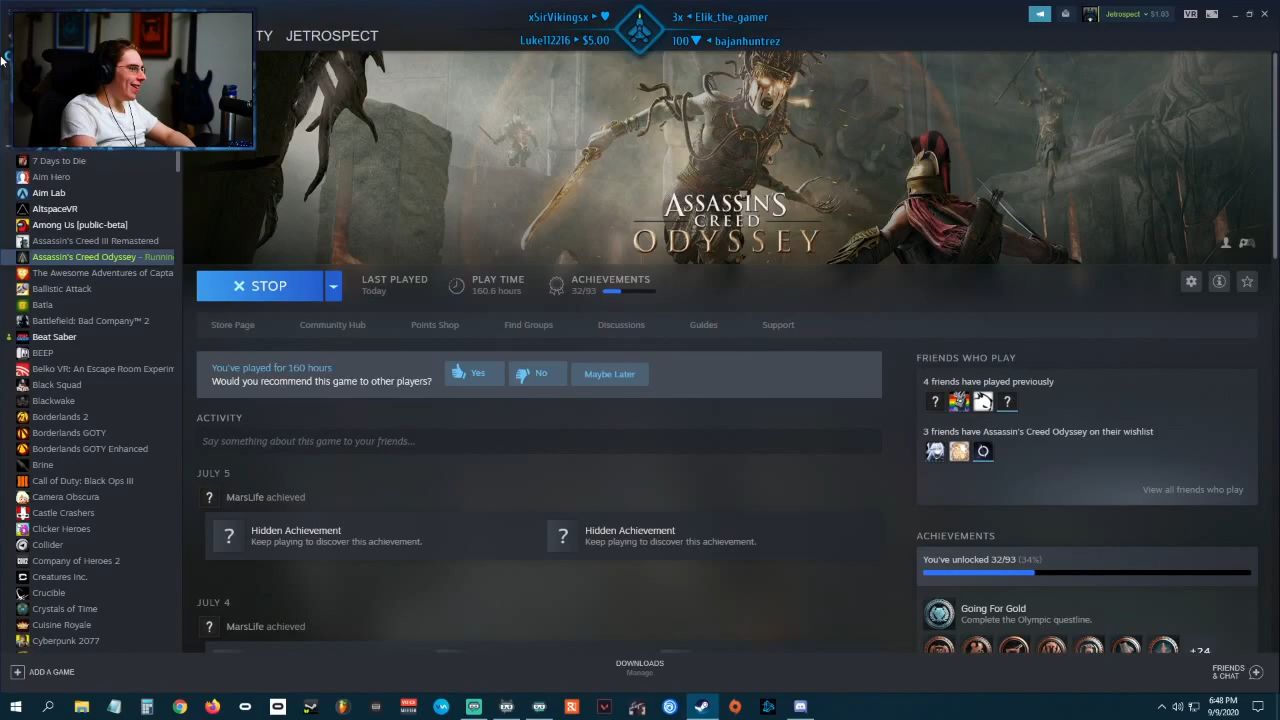 xSirVikingsx ▸ ♥
3x ◂ Elik_the_gamer
Luke112216 ▸ $5.00
100 ▼ ◂ bajanhuntrez
Jetrospect ▾ $1.03
VR
TY JETROSPECT
ASSASSIN'S
CREED
ODYSSEY
7 Days to Die
Aim Hero
Aim Lab
AltspaceVR
Among Us [public-beta]
Assassin's Creed III Remastered
Assassin's Creed Odyssey - Runnin
The Awesome Adventures of Capta
Ballistic Attack
Batla
Battlefield: Bad Company™ 2
Beat Saber
BEEP
Belko VR: An Escape Room Experim
Black Squad
Blackwake
Borderlands 2
Borderlands GOTY
Borderlands GOTY Enhanced
Brine
Call of Duty: Black Ops III
Camera Obscura
Castle Crashers
Clicker Heroes
Collider
Company of Heroes 2
Creatures Inc.
Crucible
Crystals of Time
Cuisine Royale
Cyberpunk 2077
STOP
LAST PLAYED
Today
PLAY TIME
160.6 hours
ACHIEVEMENTS
32/93
Store Page
Community Hub
Points Shop
Find Groups
Discussions
Guides
Support
You've played for 160 hours
Would you recommend this game to other players?
Yes
No
Maybe Later
ACTIVITY
Say something about this game to your friends...
JULY 5
? MarsLife achieved
? Hidden Achievement
Keep playing to discover this achievement.
? Hidden Achievement
Keep playing to discover this achievement.
JULY 4
? MarsLife achieved
FRIENDS WHO PLAY
4 friends have played previously
? ?
3 friends have Assassin's Creed Odyssey on their wishlist
View all friends who play
ACHIEVEMENTS
You've unlocked 32/93 (34%)
Going For Gold
Complete the Olympic questline.
+24
+ ADD A GAME
DOWNLOADS
Manage
FRIENDS
& CHAT
6:48 PM
9/9/2020